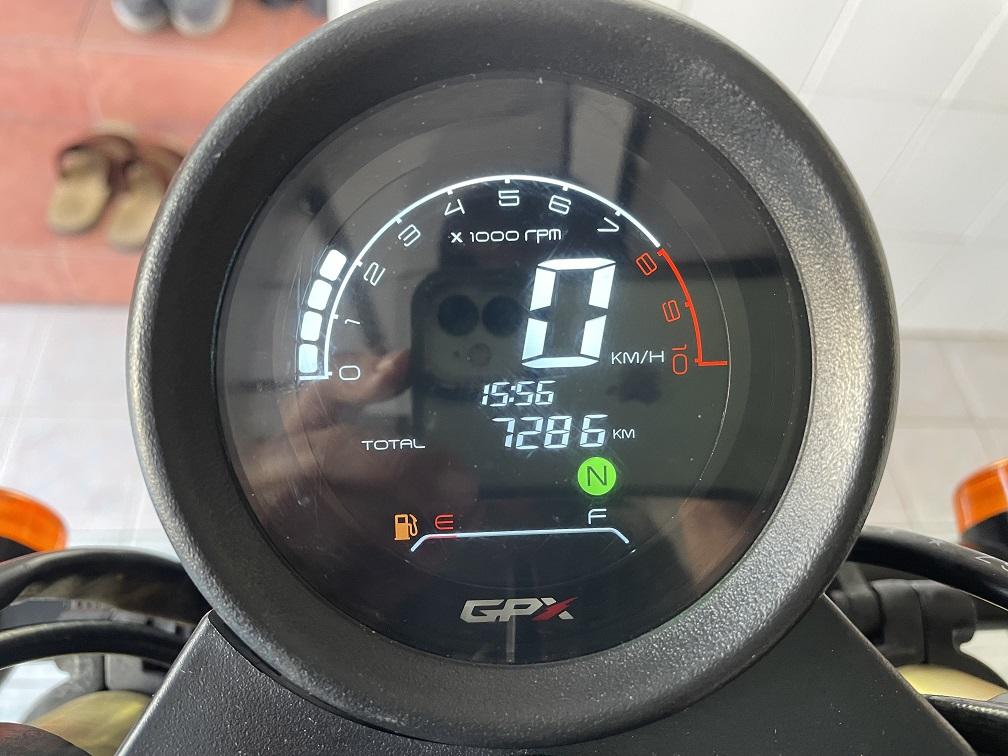 0 1 2 3 4 5 6 7 8 9 10
x 1000 rpm
0 KM/H
15:56
TOTAL 7286 KM
N
E F
GPX